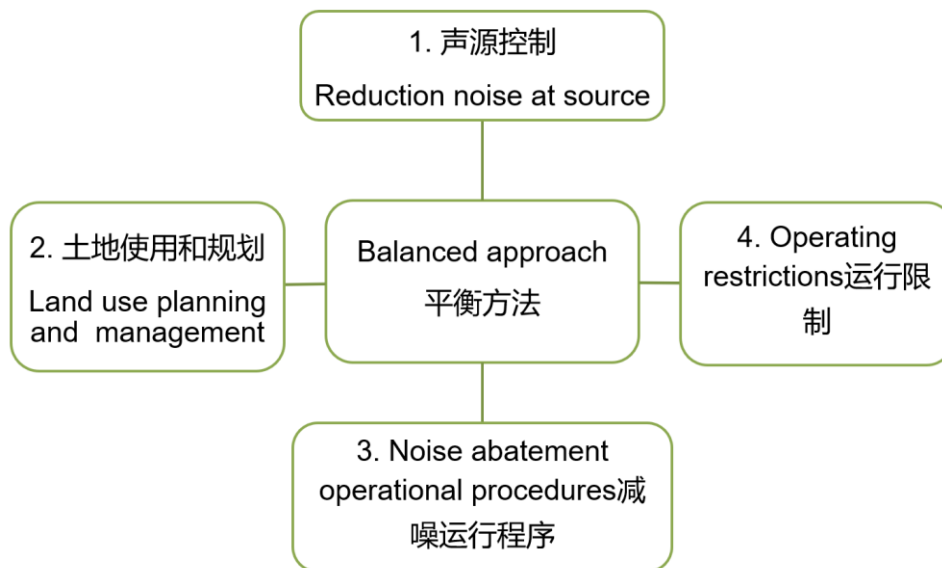 1. 声源控制
Reduction noise at source
2. 土地使用和规划
Land use planning
and management
Balanced approach
平衡方法
4. Operating
restrictions运行限
制
3. Noise abatement
operational procedures减
噪运行程序